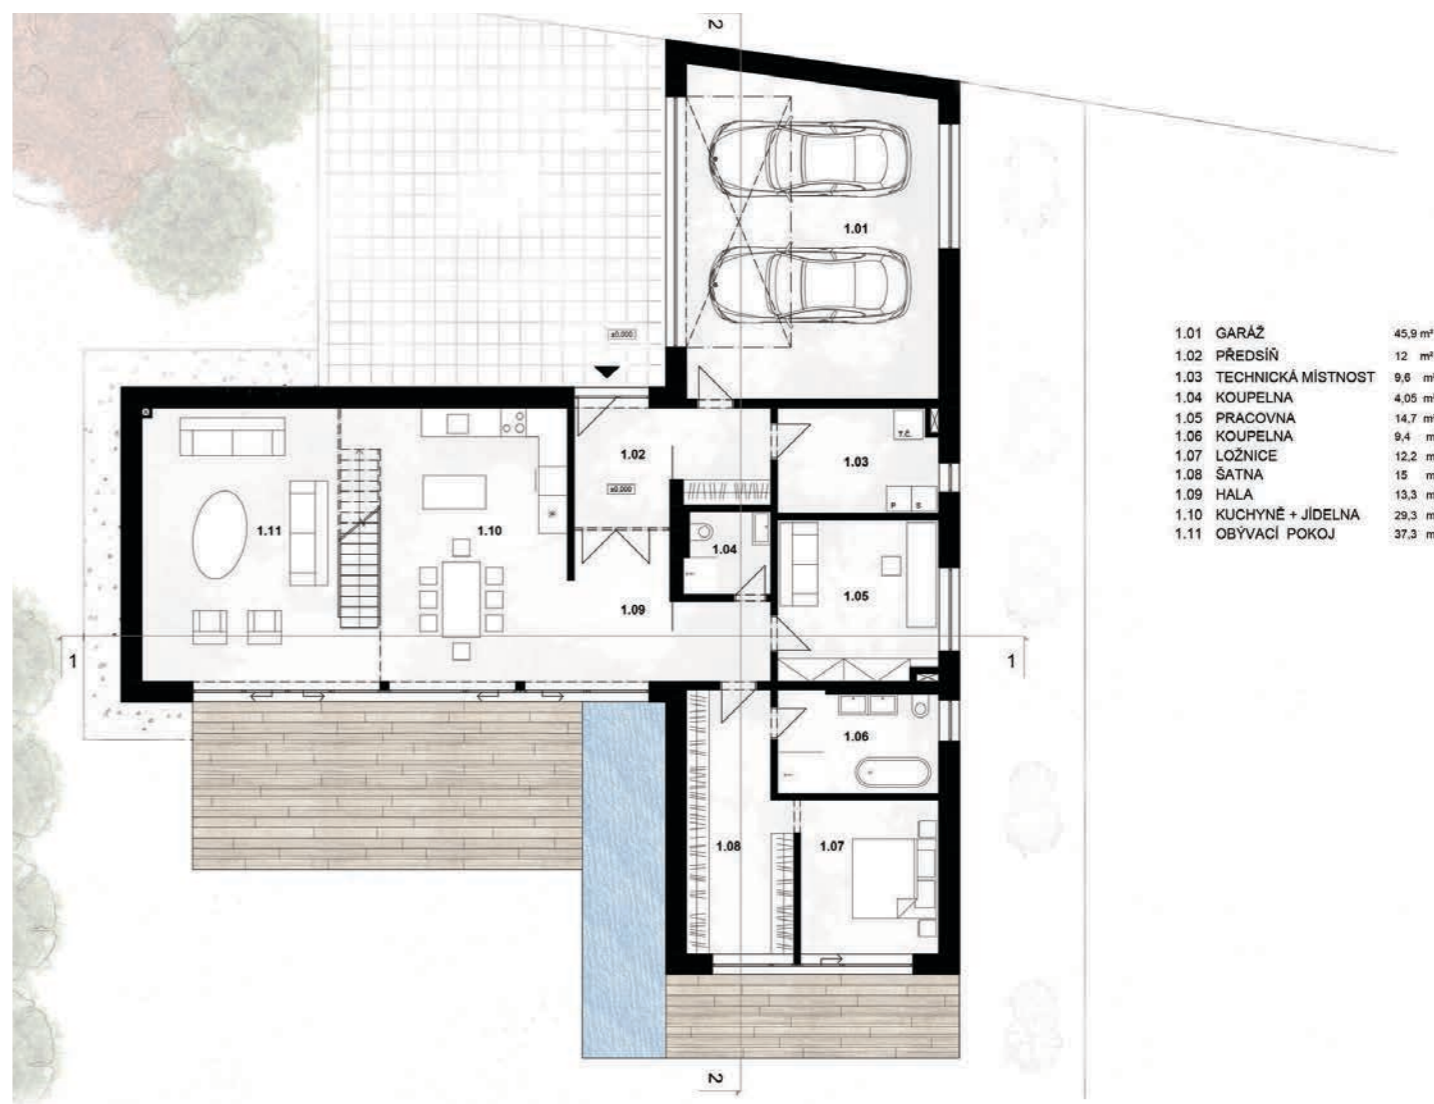 2
1.01
±0,000
1.02
T.Č.
1.03
±0,000
P S
1.11
1.10
1.04
1.09
1.05
1
1
1.06
1.08
1.07
2
1.01 GARÁŽ 45,9 m²
1.02 PŘEDSÍŇ 12 m²
1.03 TECHNICKÁ MÍSTNOST 9,6 m²
1.04 KOUPELNA 4,05 m²
1.05 PRACOVNA 14,7 m²
1.06 KOUPELNA 9,4 m
1.07 LOŽNICE 12,2 m
1.08 ŠATNA 15 m
1.09 HALA 13,3 m
1.10 KUCHYNĚ + JÍDELNA 29,3 m
1.11 OBÝVACÍ POKOJ 37,3 m